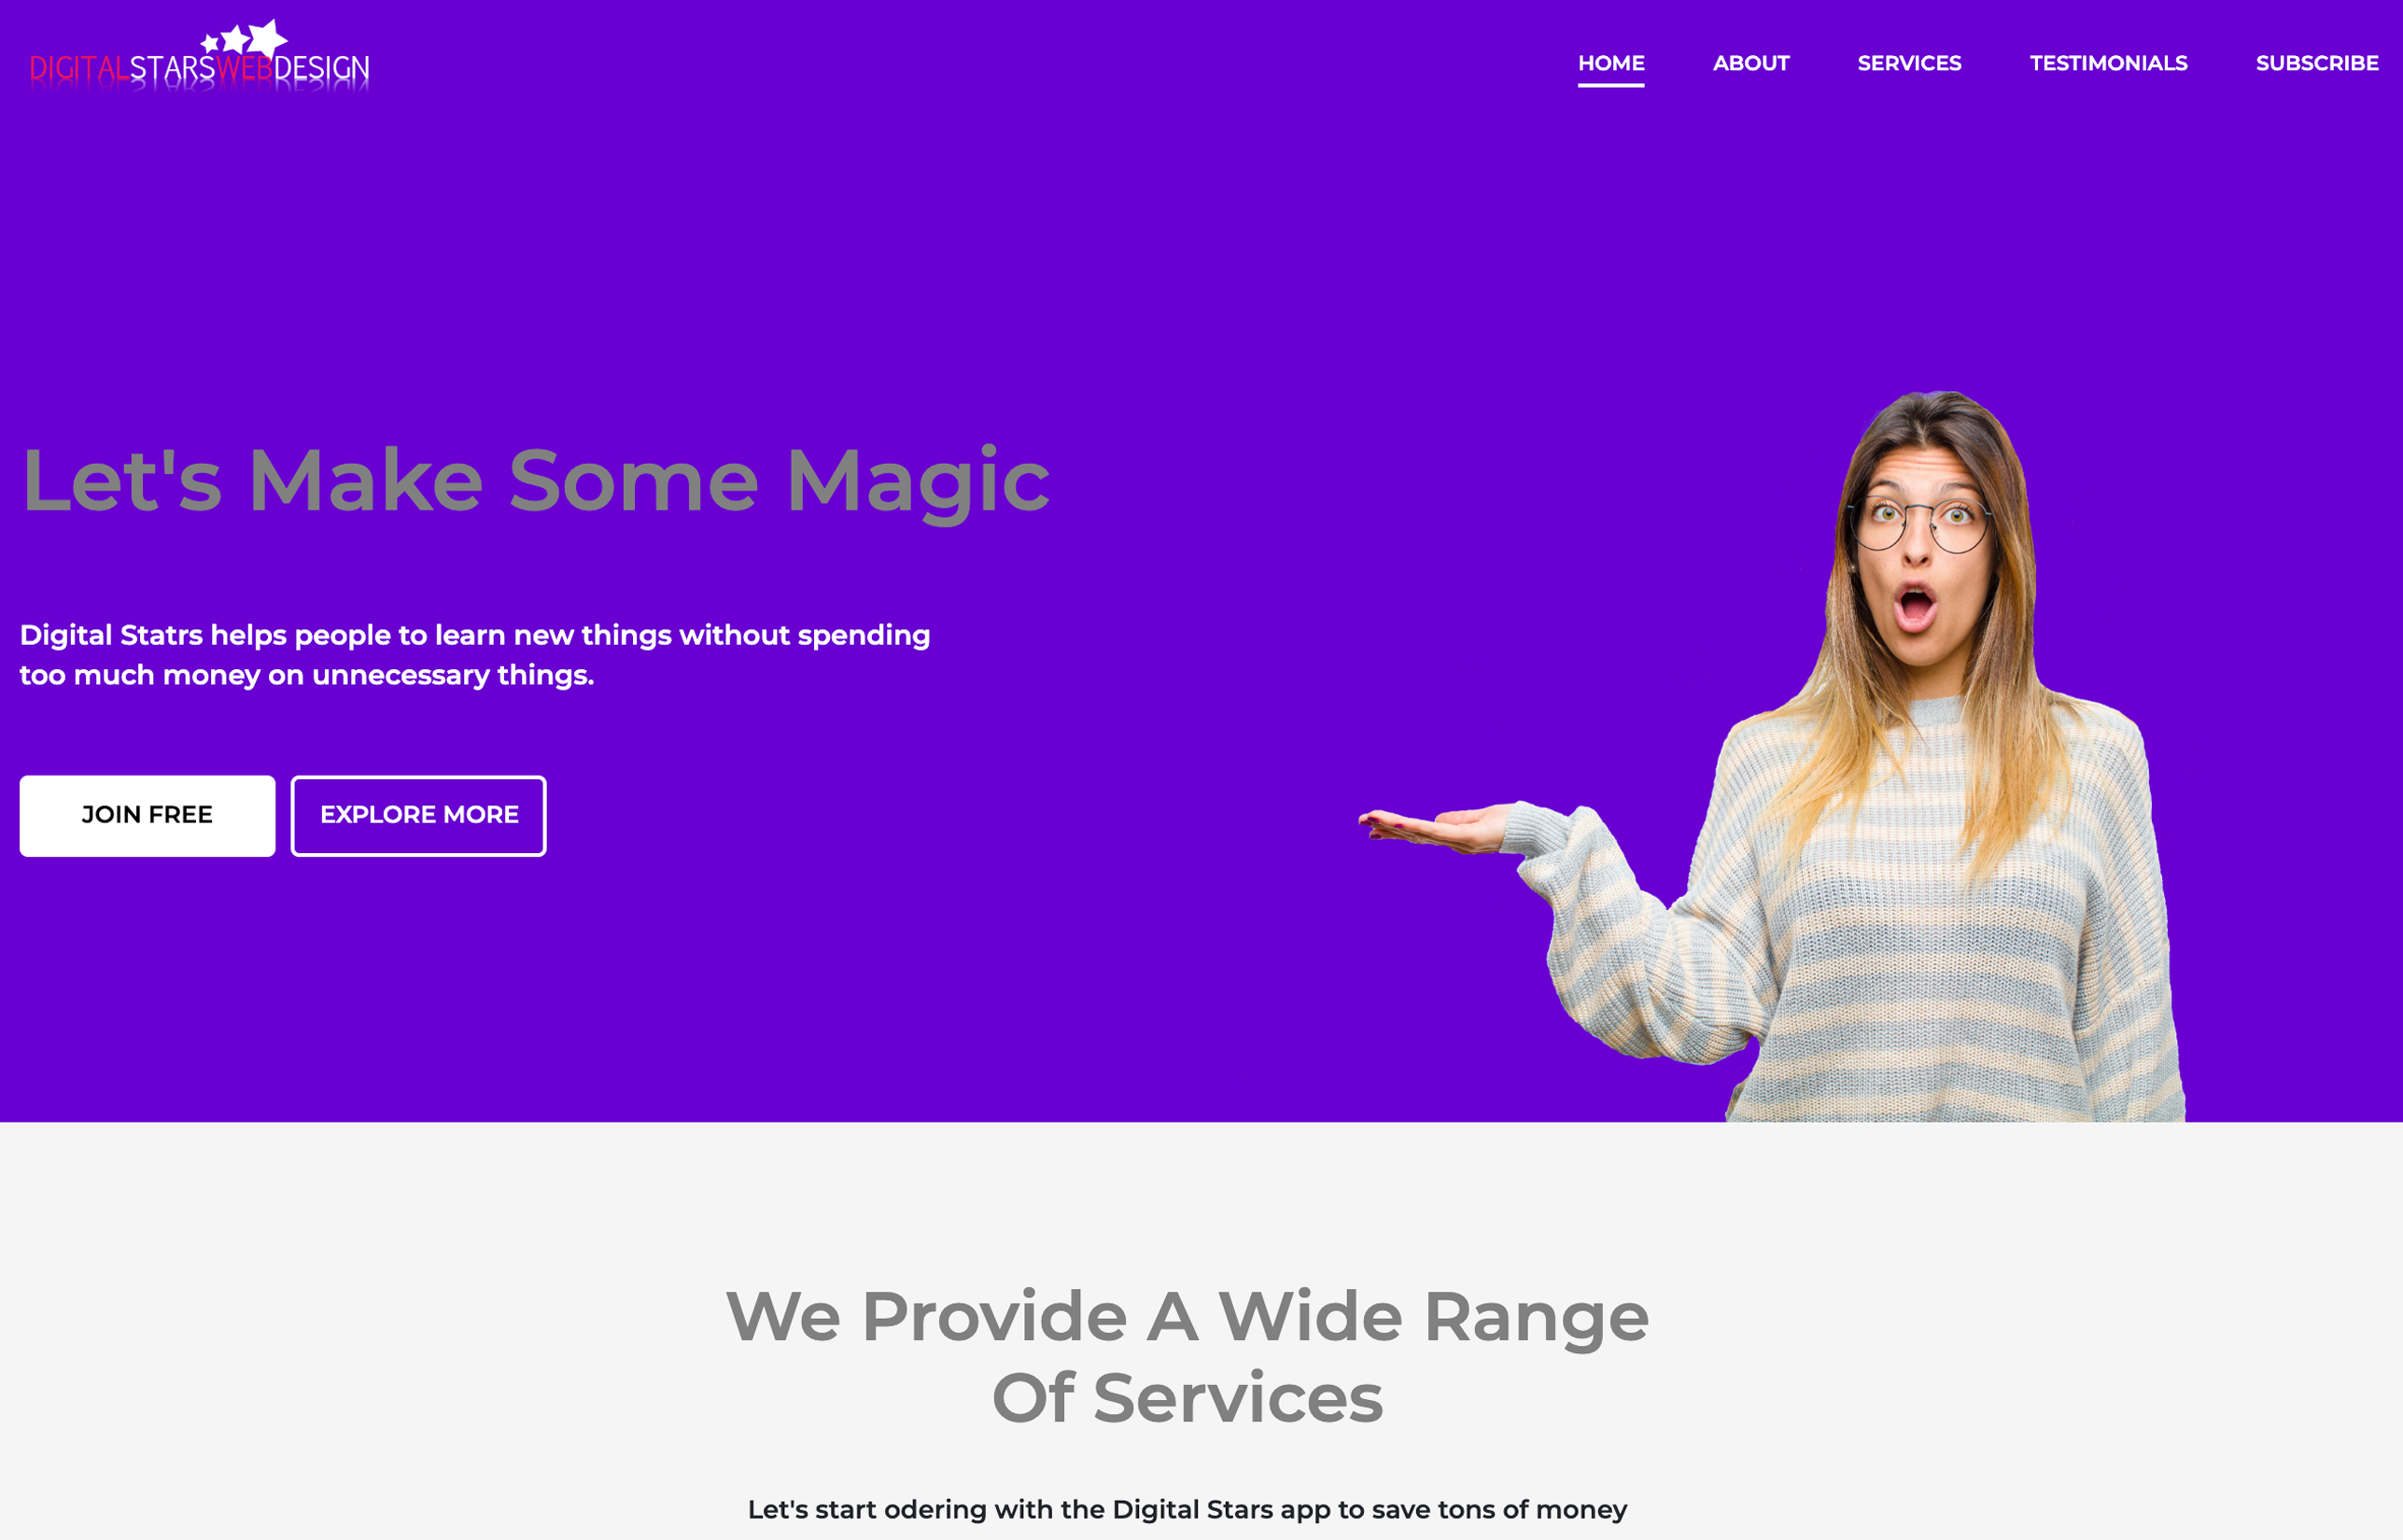 DIGITALSTARSWEBDESIGN
HOME ABOUT SERVICES TESTIMONIALS SUBSCRIBE
Let's Make Some Magic
Digital Statrs helps people to learn new things without spending
too much money on unnecessary things.
JOIN FREE EXPLORE MORE
We Provide A Wide Range
Of Services
Let's start odering with the Digital Stars app to save tons of money